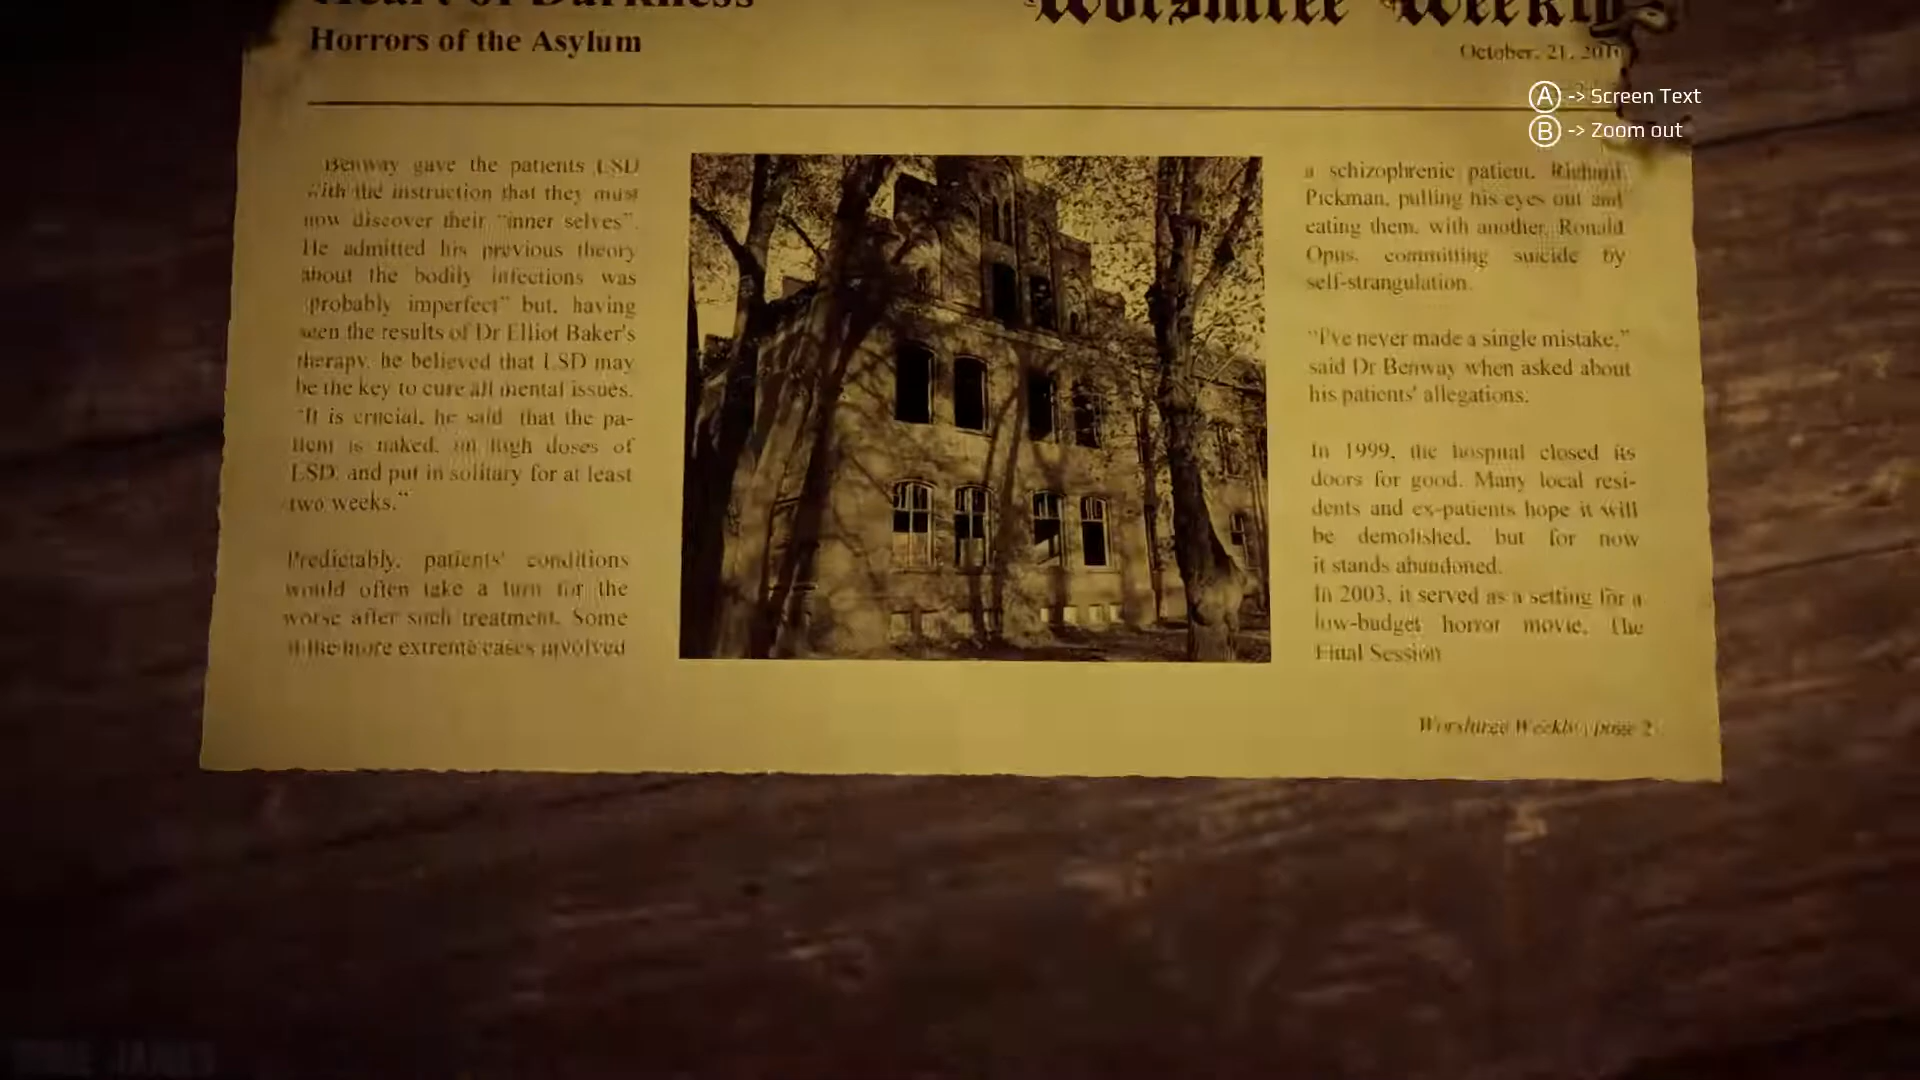 Heart of Darkness
Horrors of the Asylum
Worshiree Weekly
October, 21, 2016
A -> Screen Text
B -> Zoom out
Benway gave the patients LSD
with the instruction that they must
now discover their “inner selves”.
He admitted his previous theory
about the bodily infections was
“probably imperfect” but, having
seen the results of Dr Elliot Baker's
therapy, he believed that LSD may
be the key to cure all mental issues.
“It is crucial, he said that the pa-
tient is naked, on high doses of
LSD, and put in solitary for at least
two weeks.”
Predictably, patients' conditions
would often take a turn for the
worse after such treatment. Some
of the more extreme cases involved
a schizophrenic patient, Richard
Pickman, pulling his eyes out and
eating them, with another, Ronald
Opus, committing suicide by
self-strangulation.
“I've never made a single mistake,”
said Dr Benway when asked about
his patients' allegations.
In 1999, the hospital closed its
doors for good. Many local resi-
dents and ex-patients hope it will
be demolished, but for now
it stands abandoned.
In 2003, it served as a setting for a
low-budget horror movie, The
Final Session
Worshiree Weekly, page 2